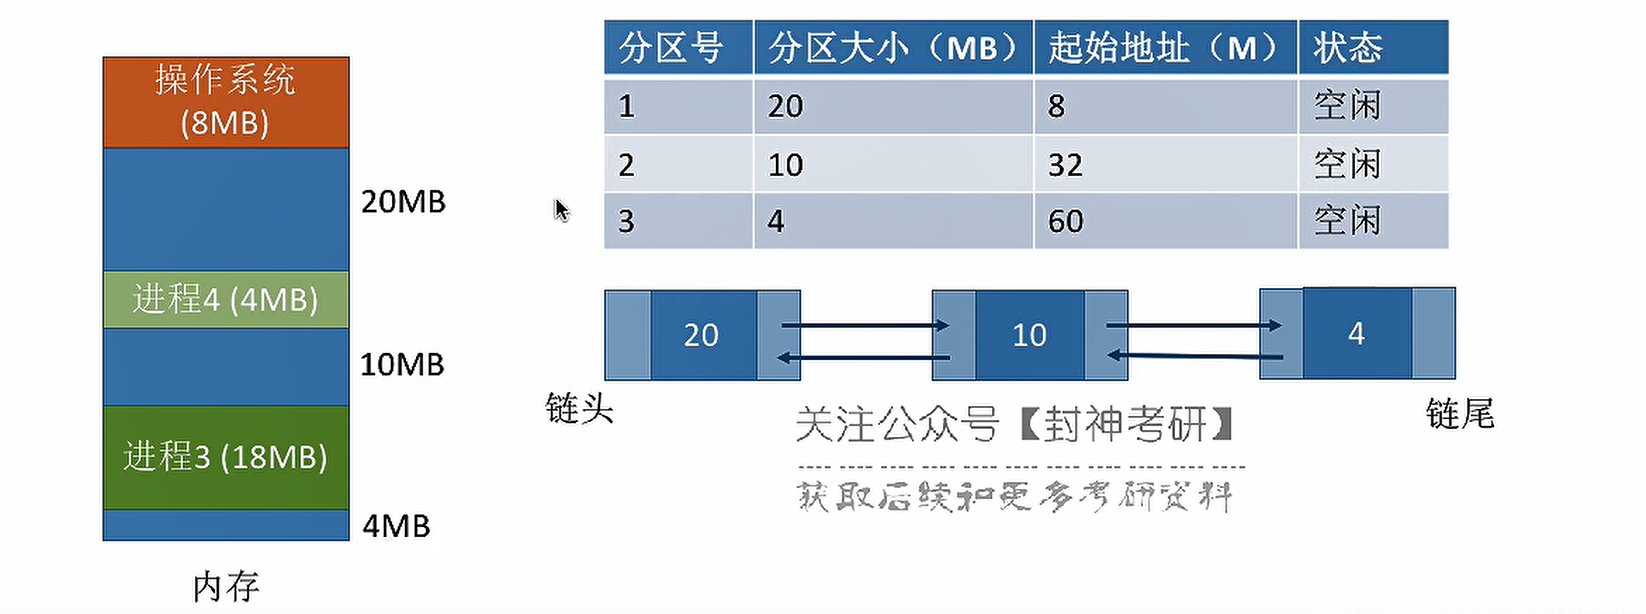 操作系统
(8MB)
20MB
进程4 (4MB)
10MB
进程3 (18MB)
4MB
内存
分区号 分区大小（MB） 起始地址（M） 状态
1 20 8 空闲
2 10 32 空闲
3 4 60 空闲
20 10 4
链头 链尾
关注公众号【封神考研】
获取后续和更多考研资料